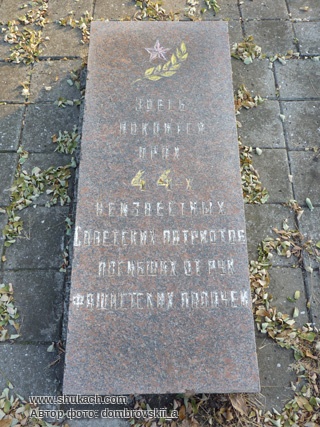 Здесь
покоится
прах
44-х
неизвестных
Советских патриотов
погибших от рук
фашистских палачей
www.shukach.com
Автор фото: dombrovskii_a